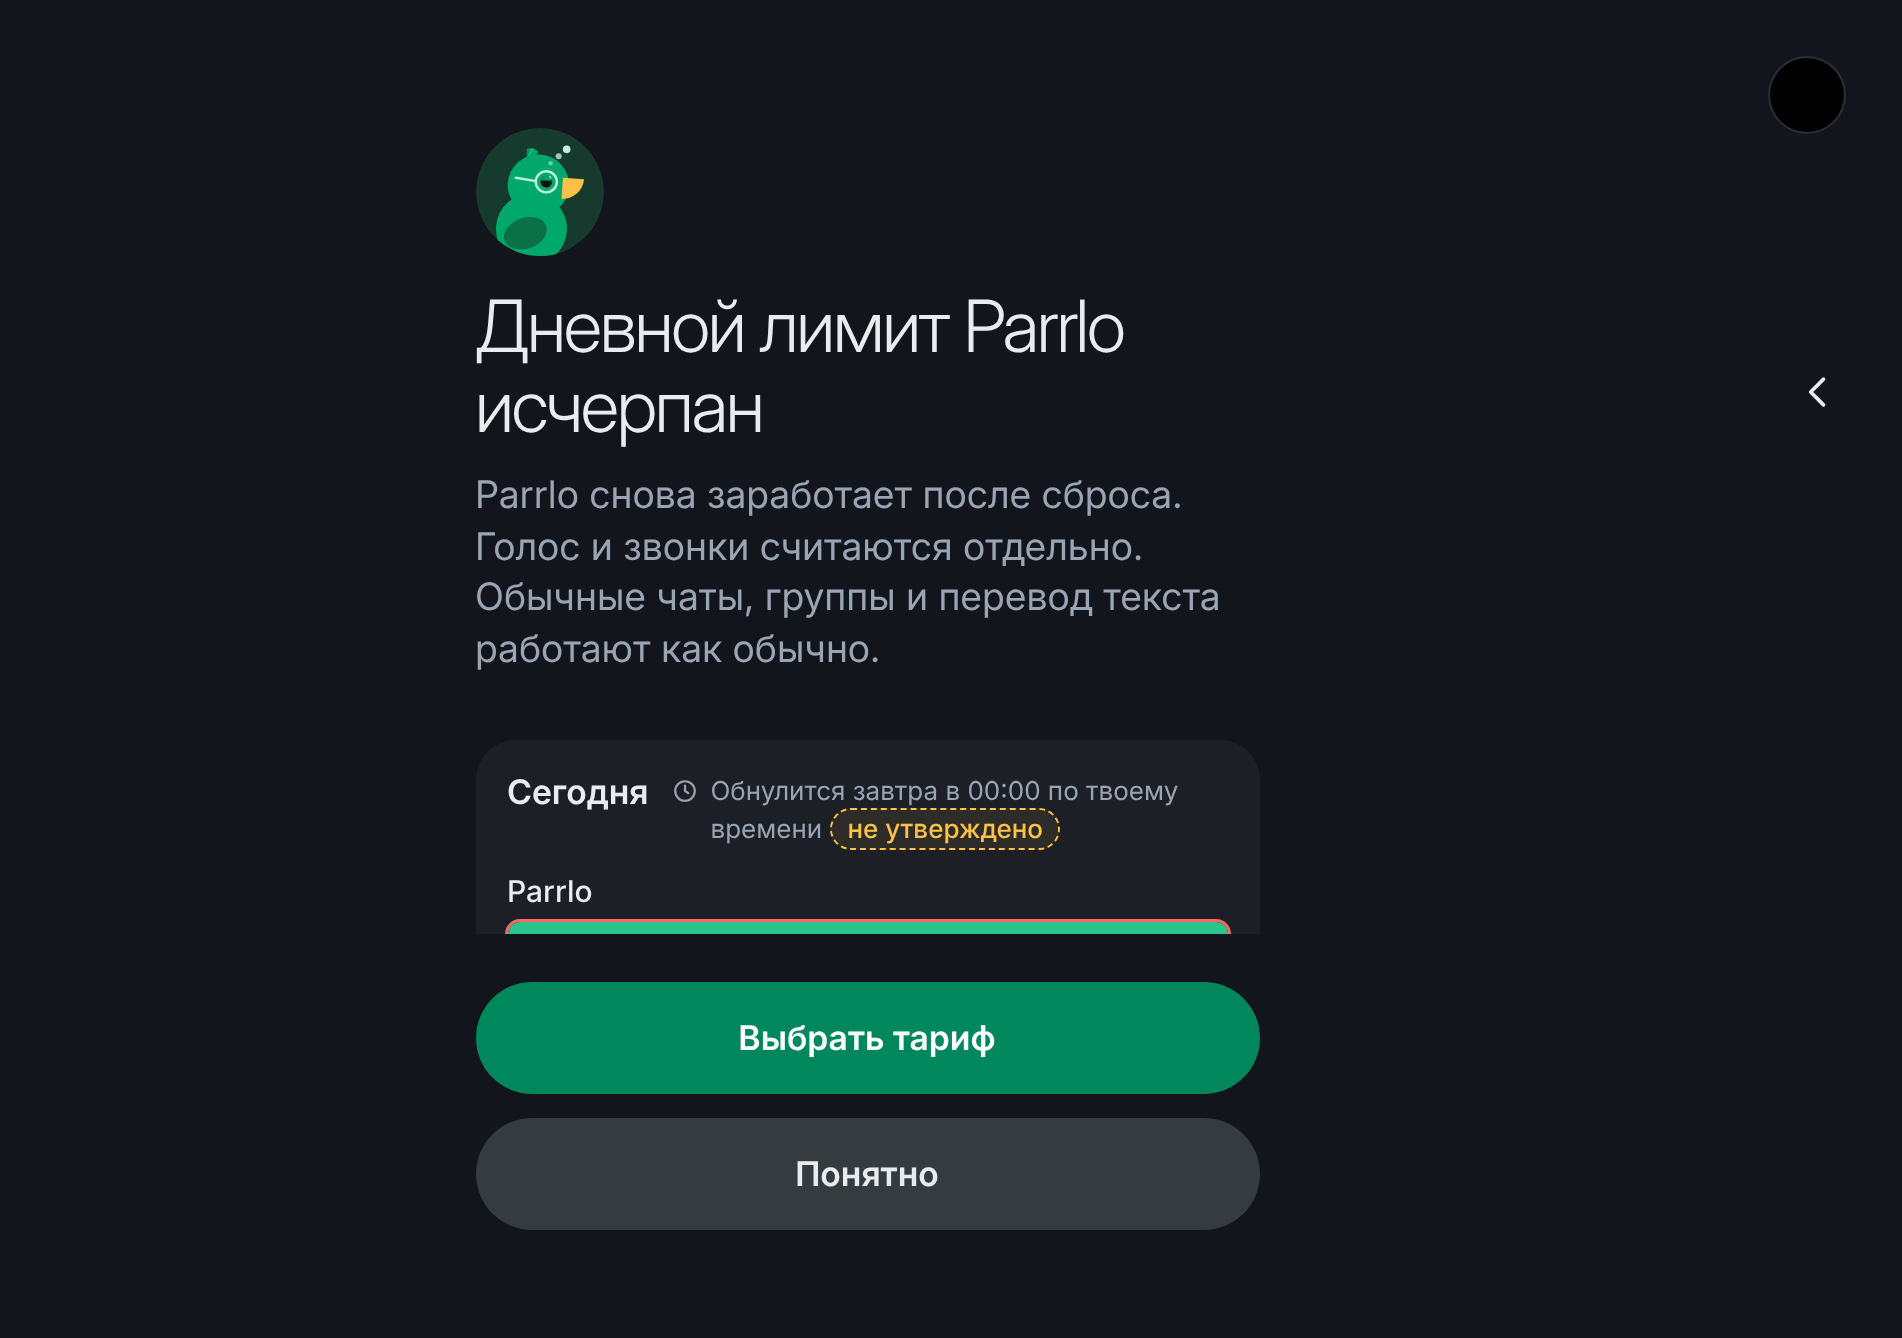 Дневной лимит Parrlo
исчерпан
Parrlo снова заработает после сброса.
Голос и звонки считаются отдельно.
Обычные чаты, группы и перевод текста
работают как обычно.
Сегодня Обнулится завтра в 00:00 по твоему
времени не утверждено
Parrlo
Выбрать тариф
Понятно